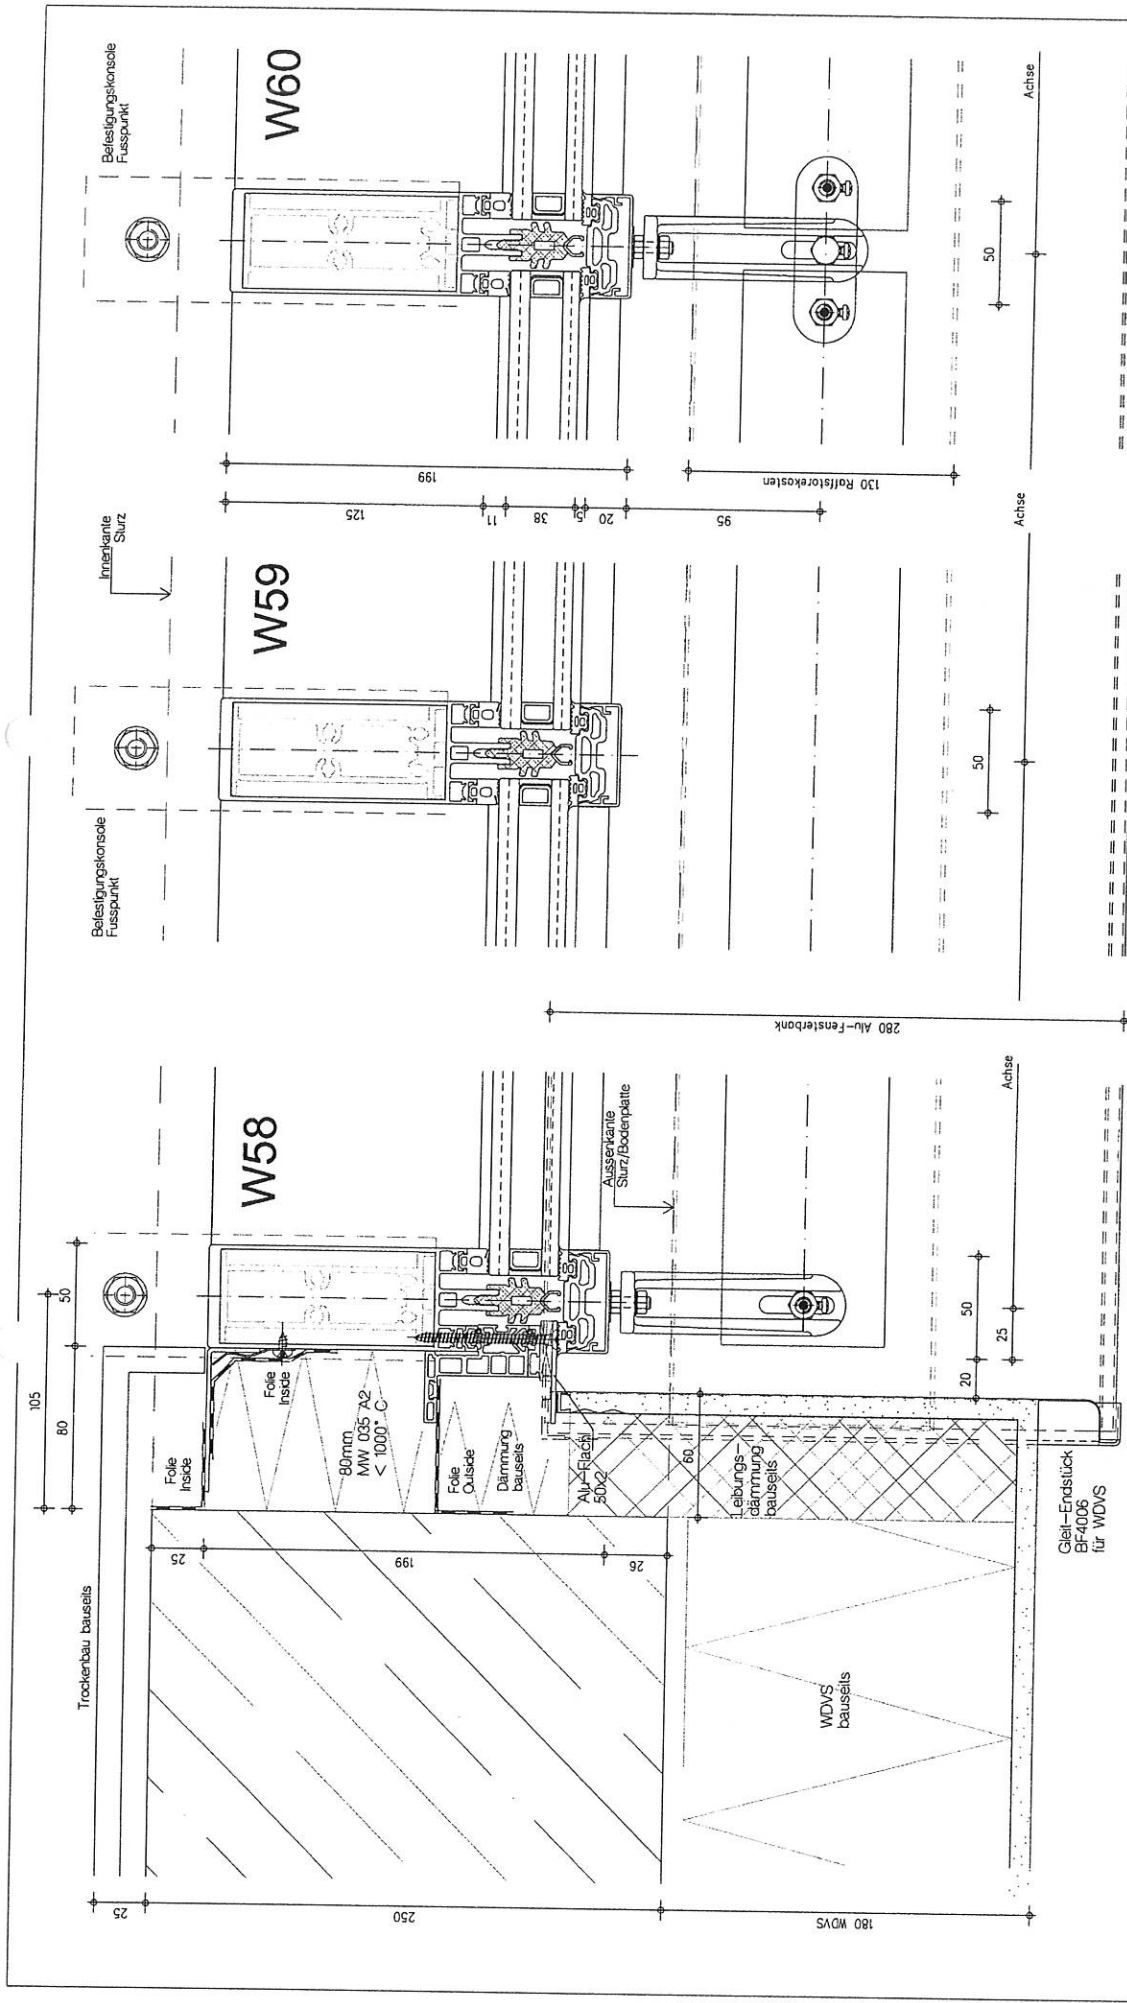 Trockenbau bauseits
105
80
50
25
250
180 WDVS
25
199
26
Folie
Inside
Folie
Inside
80mm
MW 035 A2
< 1000° C
Folie
Outside
Dämmung
bauseits
Alu-Flach
50x2
Leibungs-
dämmung
bauseits
60
WDVS
bauseits
Gleit-Endstück
BF4006
für WDVS
W58
Aussenkante
Sturz/Bodenplatte
20
50
25
Achse
280 Alu-Fensterbank
Befestigungskonsole
Fusspunkt
W59
Innenkante
Sturz
50
Achse
125
11
38
5
20
95
199
130 Raffstorekasten
Befestigungskonsole
Fusspunkt
W60
50
Achse